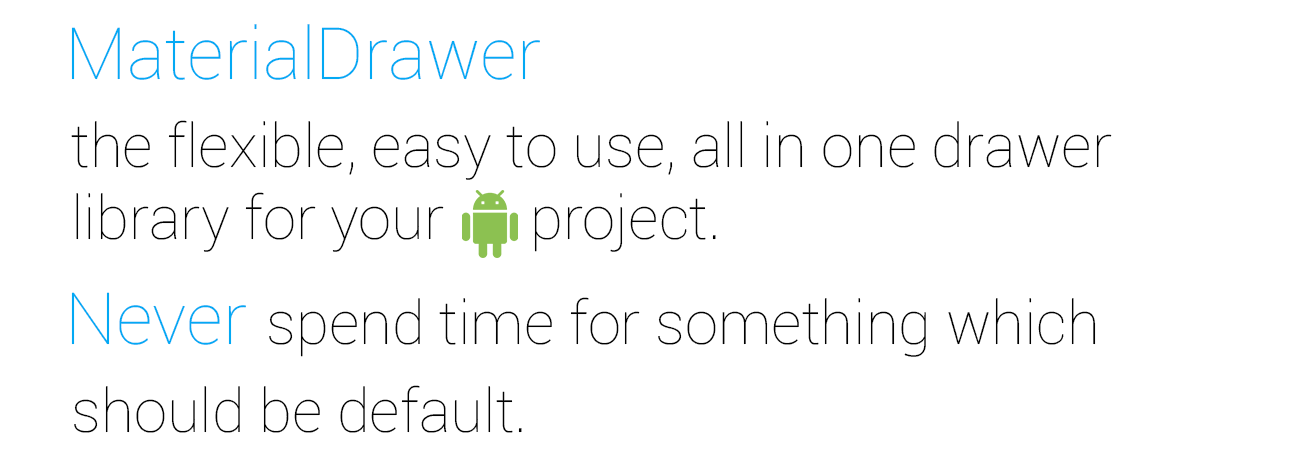 MaterialDrawer
the flexible, easy to use, all in one drawer
library for your project.
Never spend time for something which
should be default.